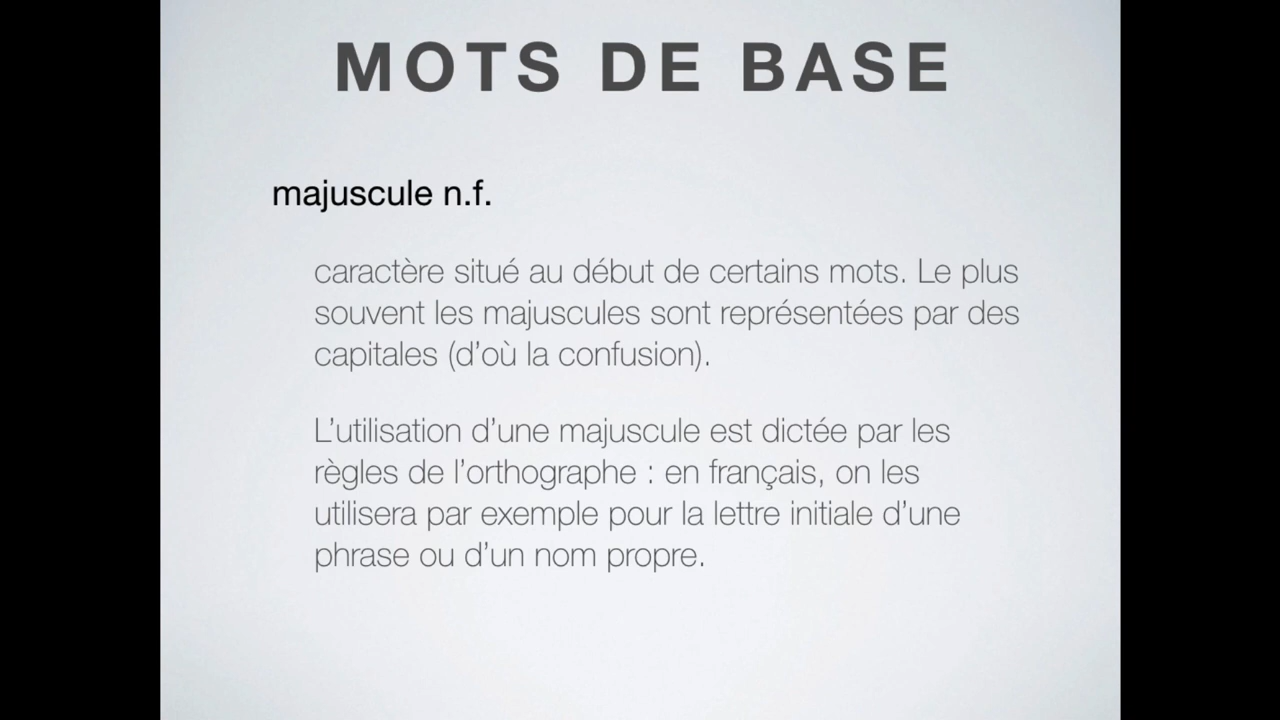 MOTS DE BASE
majuscule n.f.
caractère situé au début de certains mots. Le plus
souvent les majuscules sont représentées par des
capitales (d’où la confusion).
L’utilisation d’une majuscule est dictée par les
règles de l’orthographe : en français, on les
utilisera par exemple pour la lettre initiale d’une
phrase ou d’un nom propre.